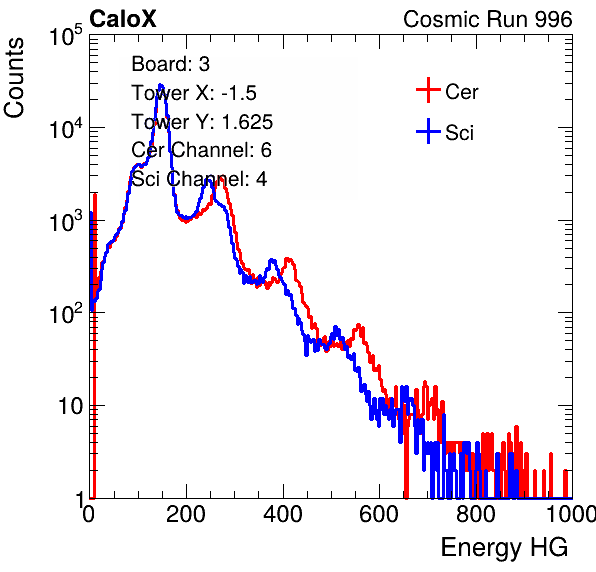 CaloX Cosmic Run 996
Counts
10^5
10^4
10^3
10^2
10
1
Board: 3
Tower X: -1.5
Tower Y: 1.625
Cer Channel: 6
Sci Channel: 4
Cer
Sci
0 200 400 600 800 1000
Energy HG